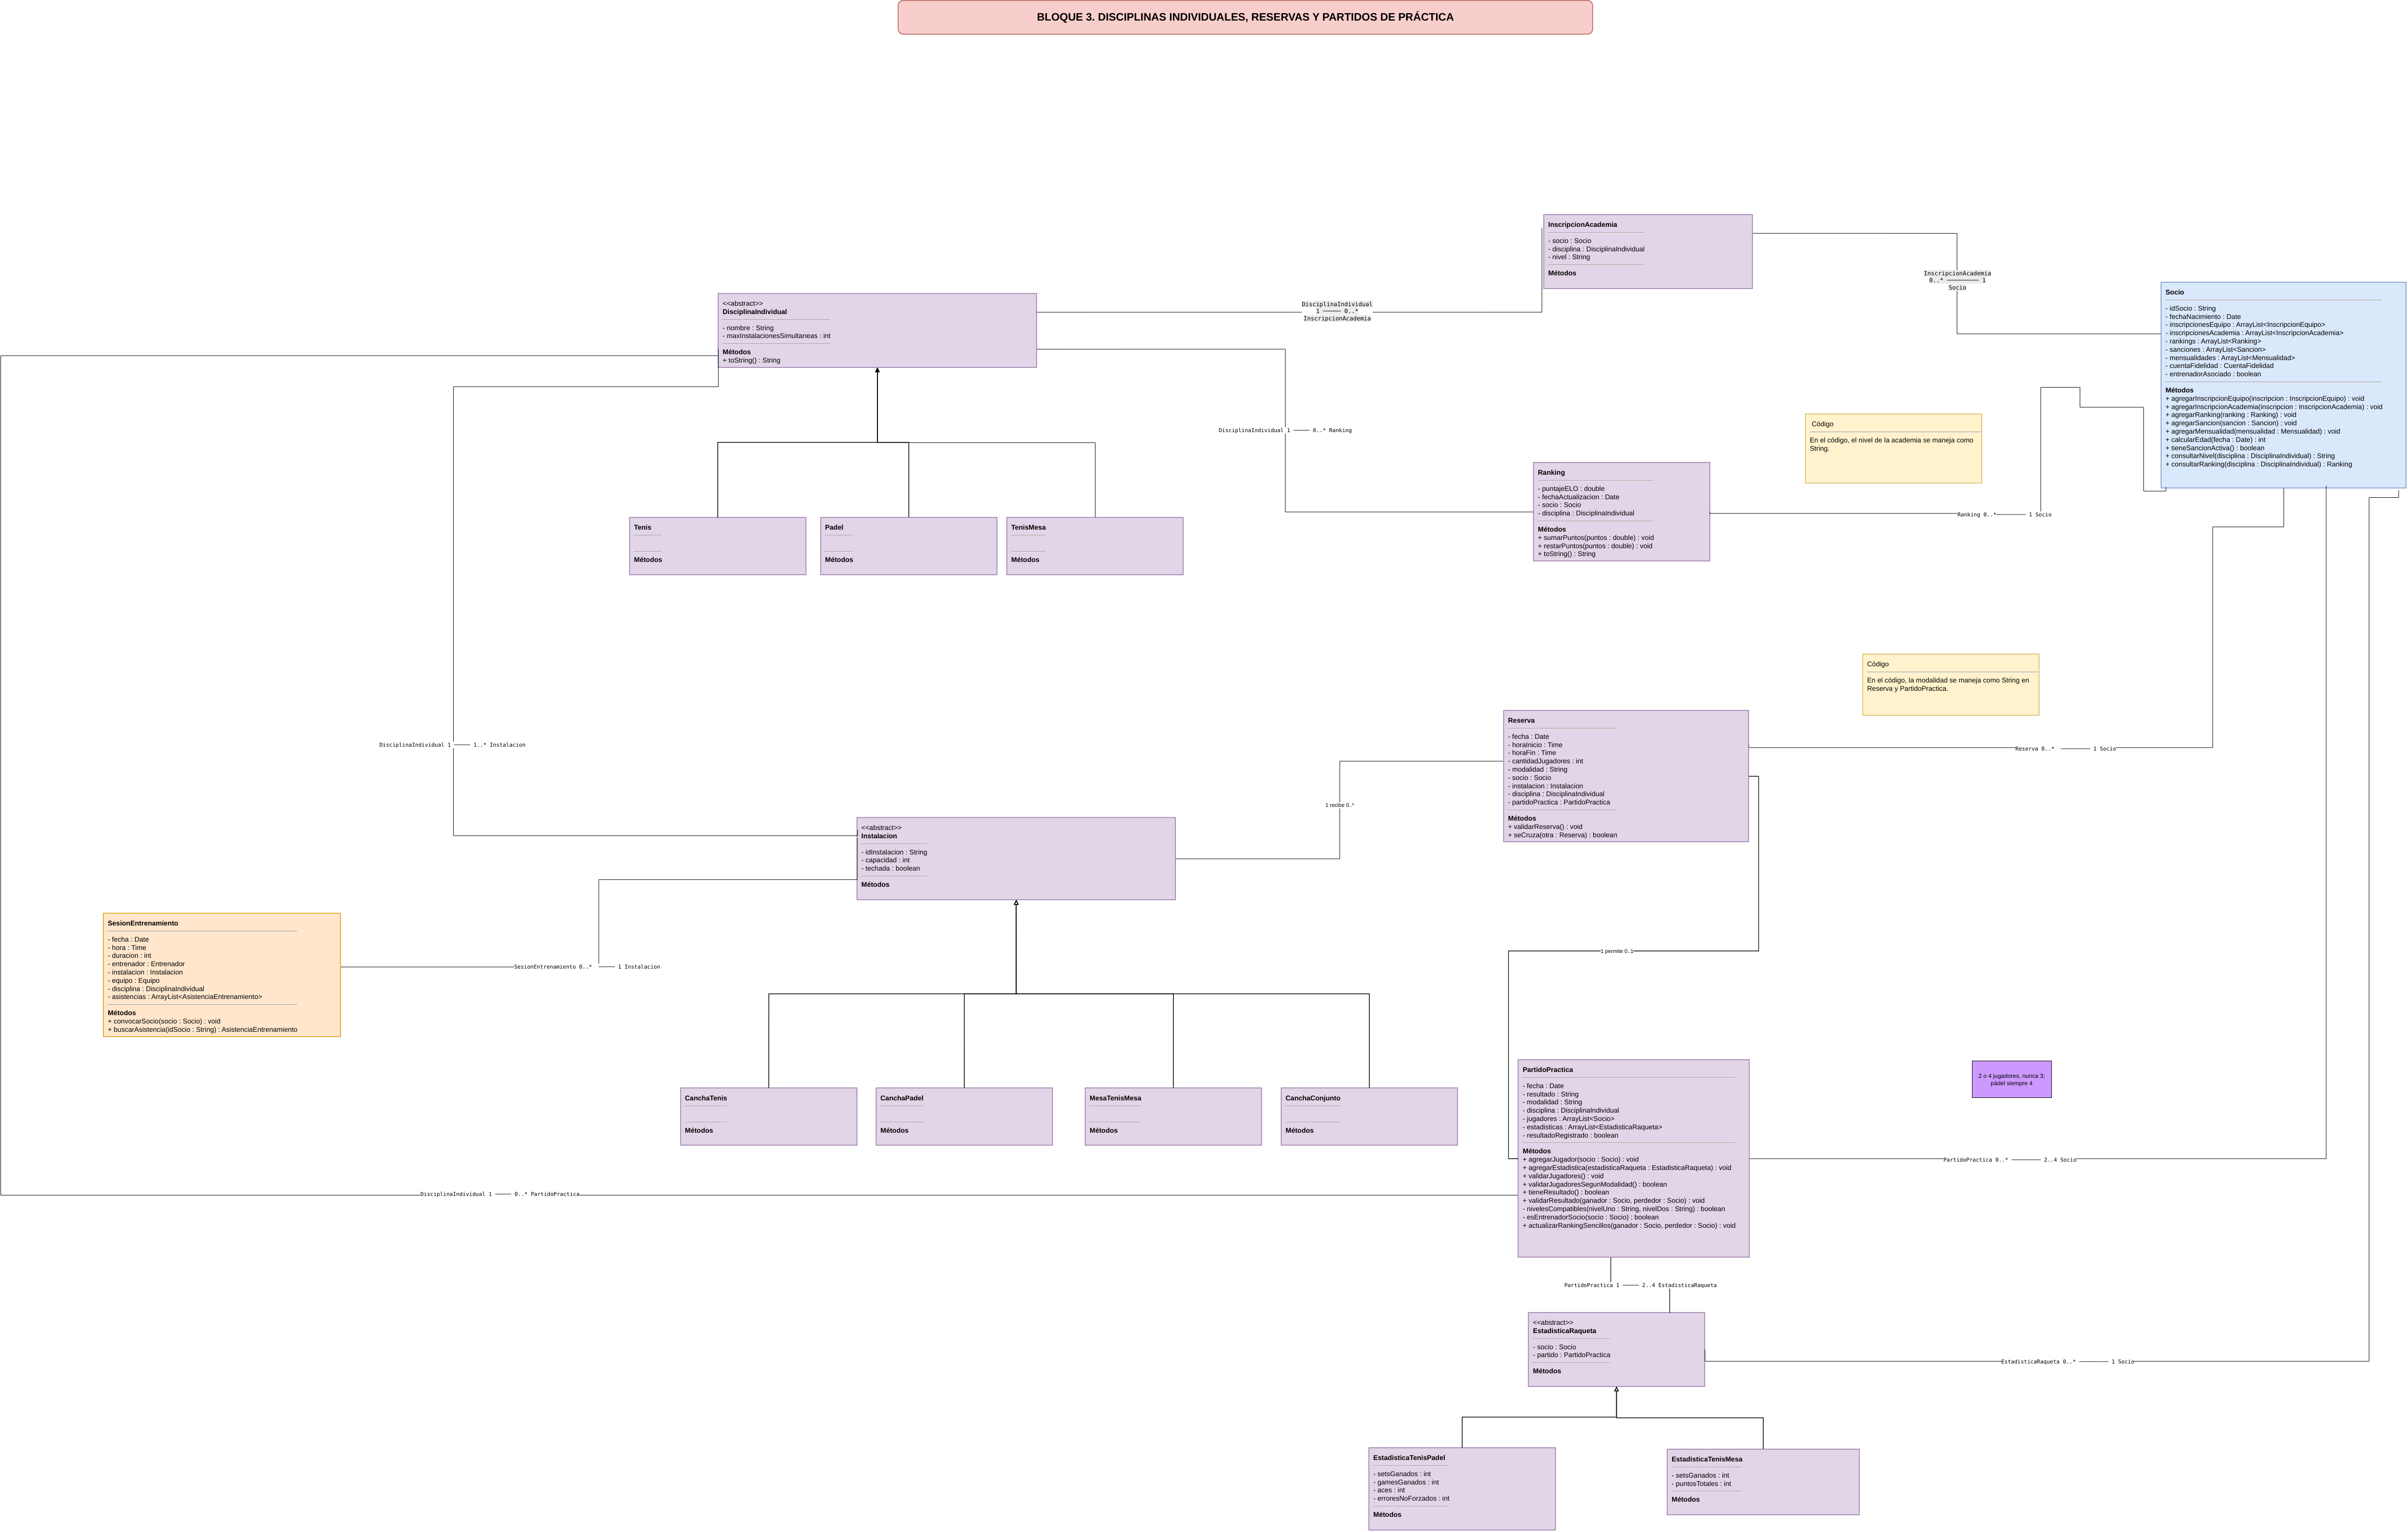 BLOQUE 3. DISCIPLINAS INDIVIDUALES, RESERVAS Y PARTIDOS DE PRÁCTICA
InscripcionAcademia
- socio : Socio
- disciplina : DisciplinaIndividual
- nivel : String
Métodos
InscripcionAcademia
0..* ───────── 1
Socio
<<abstract>>
DisciplinaIndividual
- nombre : String
- maxInstalacionesSimultaneas : int
Métodos
+ toString() : String
DisciplinaIndividual
1 ───── 0..*
InscripcionAcademia
Socio
- idSocio : String
- fechaNacimiento : Date
- inscripcionesEquipo : ArrayList<InscripcionEquipo>
- inscripcionesAcademia : ArrayList<InscripcionAcademia>
- rankings : ArrayList<Ranking>
- sanciones : ArrayList<Sancion>
- mensualidades : ArrayList<Mensualidad>
- cuentaFidelidad : CuentaFidelidad
- entrenadorAsociado : boolean
Métodos
+ agregarInscripcionEquipo(inscripcion : InscripcionEquipo) : void
+ agregarInscripcionAcademia(inscripcion : InscripcionAcademia) : void
+ agregarRanking(ranking : Ranking) : void
+ agregarSancion(sancion : Sancion) : void
+ agregarMensualidad(mensualidad : Mensualidad) : void
+ calcularEdad(fecha : Date) : int
+ tieneSancionActiva() : boolean
+ consultarNivel(disciplina : DisciplinaIndividual) : String
+ consultarRanking(disciplina : DisciplinaIndividual) : Ranking
Código
En el código, el nivel de la academia se maneja como
String.
DisciplinaIndividual 1 ──── 0..* Ranking
Ranking
- puntajeELO : double
- fechaActualizacion : Date
- socio : Socio
- disciplina : DisciplinaIndividual
Métodos
+ sumarPuntos(puntos : double) : void
+ restarPuntos(puntos : double) : void
+ toString() : String
Ranking 0..*─────── 1 Socio
Tenis
Métodos
Padel
Métodos
TenisMesa
Métodos
Código
En el código, la modalidad se maneja como String en
Reserva y PartidoPractica.
Reserva
- fecha : Date
- horaInicio : Time
- horaFin : Time
- cantidadJugadores : int
- modalidad : String
- socio : Socio
- instalacion : Instalacion
- disciplina : DisciplinaIndividual
- partidoPractica : PartidoPractica
Métodos
+ validarReserva() : void
+ seCruza(otra : Reserva) : boolean
DisciplinaIndividual 1 ──── 1..* Instalacion
Reserva 0..* ─────── 1 Socio
1 recibe 0..*
<<abstract>>
Instalacion
- idInstalacion : String
- capacidad : int
- techada : boolean
Métodos
SesionEntrenamiento
- fecha : Date
- hora : Time
- duracion : int
- entrenador : Entrenador
- instalacion : Instalacion
- equipo : Equipo
- disciplina : DisciplinaIndividual
- asistencias : ArrayList<AsistenciaEntrenamiento>
Métodos
+ convocarSocio(socio : Socio) : void
+ buscarAsistencia(idSocio : String) : AsistenciaEntrenamiento
SesionEntrenamiento 0..* ──── 1 Instalacion
1 permite 0..1
CanchaTenis
Métodos
CanchaPadel
Métodos
MesaTenisMesa
Métodos
CanchaConjunto
Métodos
PartidoPractica
- fecha : Date
- resultado : String
- modalidad : String
- disciplina : DisciplinaIndividual
- jugadores : ArrayList<Socio>
- estadisticas : ArrayList<EstadisticaRaqueta>
- resultadoRegistrado : boolean
Métodos
+ agregarJugador(socio : Socio) : void
+ agregarEstadistica(estadisticaRaqueta : EstadisticaRaqueta) : void
+ validarJugadores() : void
+ validarJugadoresSegunModalidad() : boolean
+ tieneResultado() : boolean
+ validarResultado(ganador : Socio, perdedor : Socio) : void
- nivelesCompatibles(nivelUno : String, nivelDos : String) : boolean
- esEntrenadorSocio(socio : Socio) : boolean
+ actualizarRankingSencillos(ganador : Socio, perdedor : Socio) : void
2 o 4 jugadores, nunca 3;
pádel siempre 4
PartidoPractica 0..* ─────── 2..4 Socio
DisciplinaIndividual 1 ──── 0..* PartidoPractica
PartidoPractica 1 ──── 2..4 EstadisticaRaqueta
<<abstract>>
EstadisticaRaqueta
- socio : Socio
- partido : PartidoPractica
Métodos
EstadisticaRaqueta 0..* ─────── 1 Socio
EstadisticaTenisPadel
- setsGanados : int
- gamesGanados : int
- aces : int
- erroresNoForzados : int
Métodos
EstadisticaTenisMesa
- setsGanados : int
- puntosTotales : int
Métodos